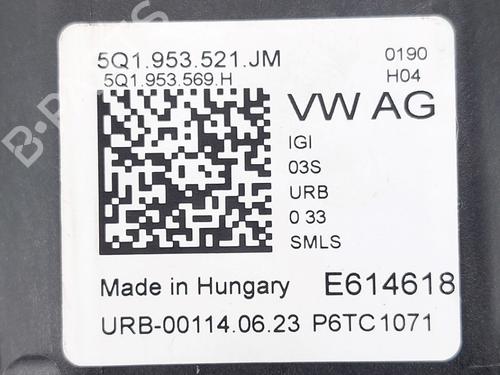 5Q1.953.521.JM
0190
5Q1.953.569.H
H04
VW AG
IGI
03S
URB
0 33
SMLS
Made in Hungary
E614618
URB-00114.06.23 P6TC1071